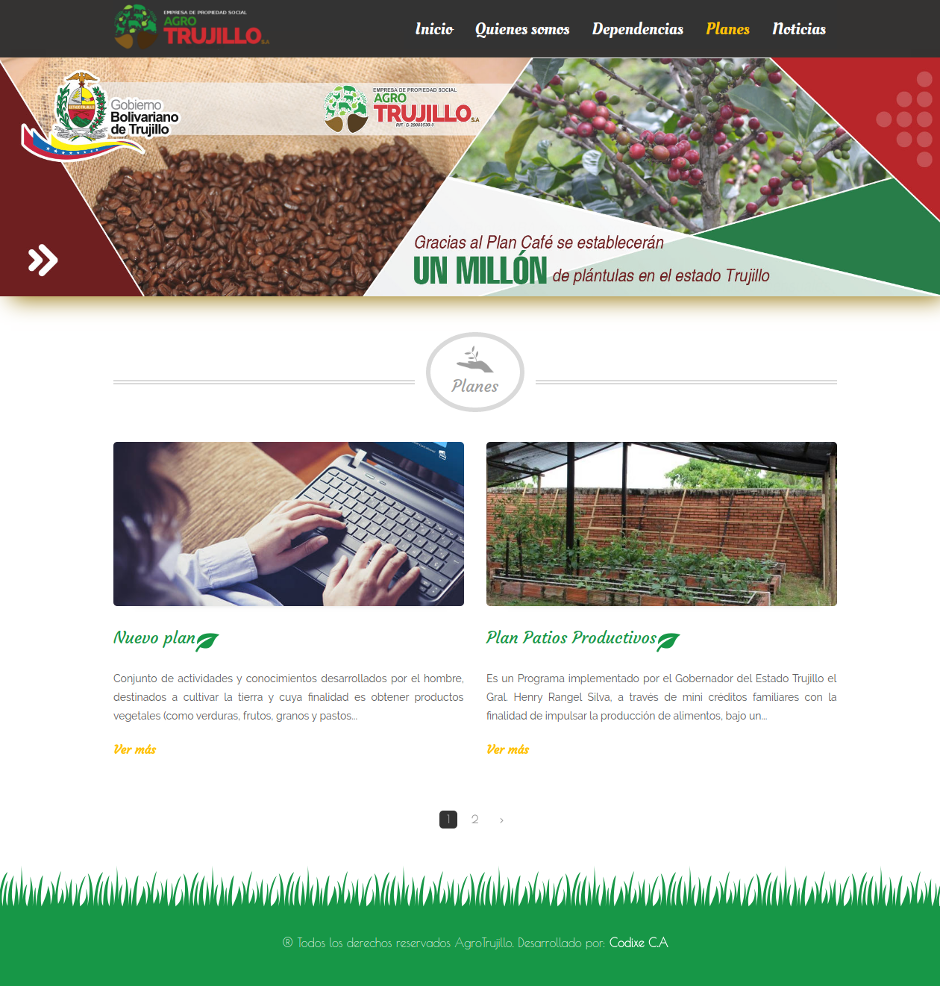 EMPRESA DE PROPIEDAD SOCIAL
AGRO
TRUJILLO S.A
Inicio Quienes somos Dependencias Planes Noticias
Gobierno
Bolivariano
de Trujillo
EMPRESA DE PROPIEDAD SOCIAL
AGRO
TRUJILLO S.A
Gracias al Plan Café se establecerán
UN MILLÓN de plántulas en el estado Trujillo
Planes
Nuevo plan
Conjunto de actividades y conocimientos desarrollados por el hombre,
destinados a cultivar la tierra y cuya finalidad es obtener productos
vegetales (como verduras, frutos, granos y pastos...
Ver más
Plan Patios Productivos
Es un Programa implementado por el Gobernador del Estado Trujillo el
Gral. Henry Rangel Silva, a través de mini créditos familiares con la
finalidad de impulsar la producción de alimentos, bajo un...
Ver más
1 2 ›
® Todos los derechos reservados AgroTrujillo. Desarrollado por: Codixe C.A